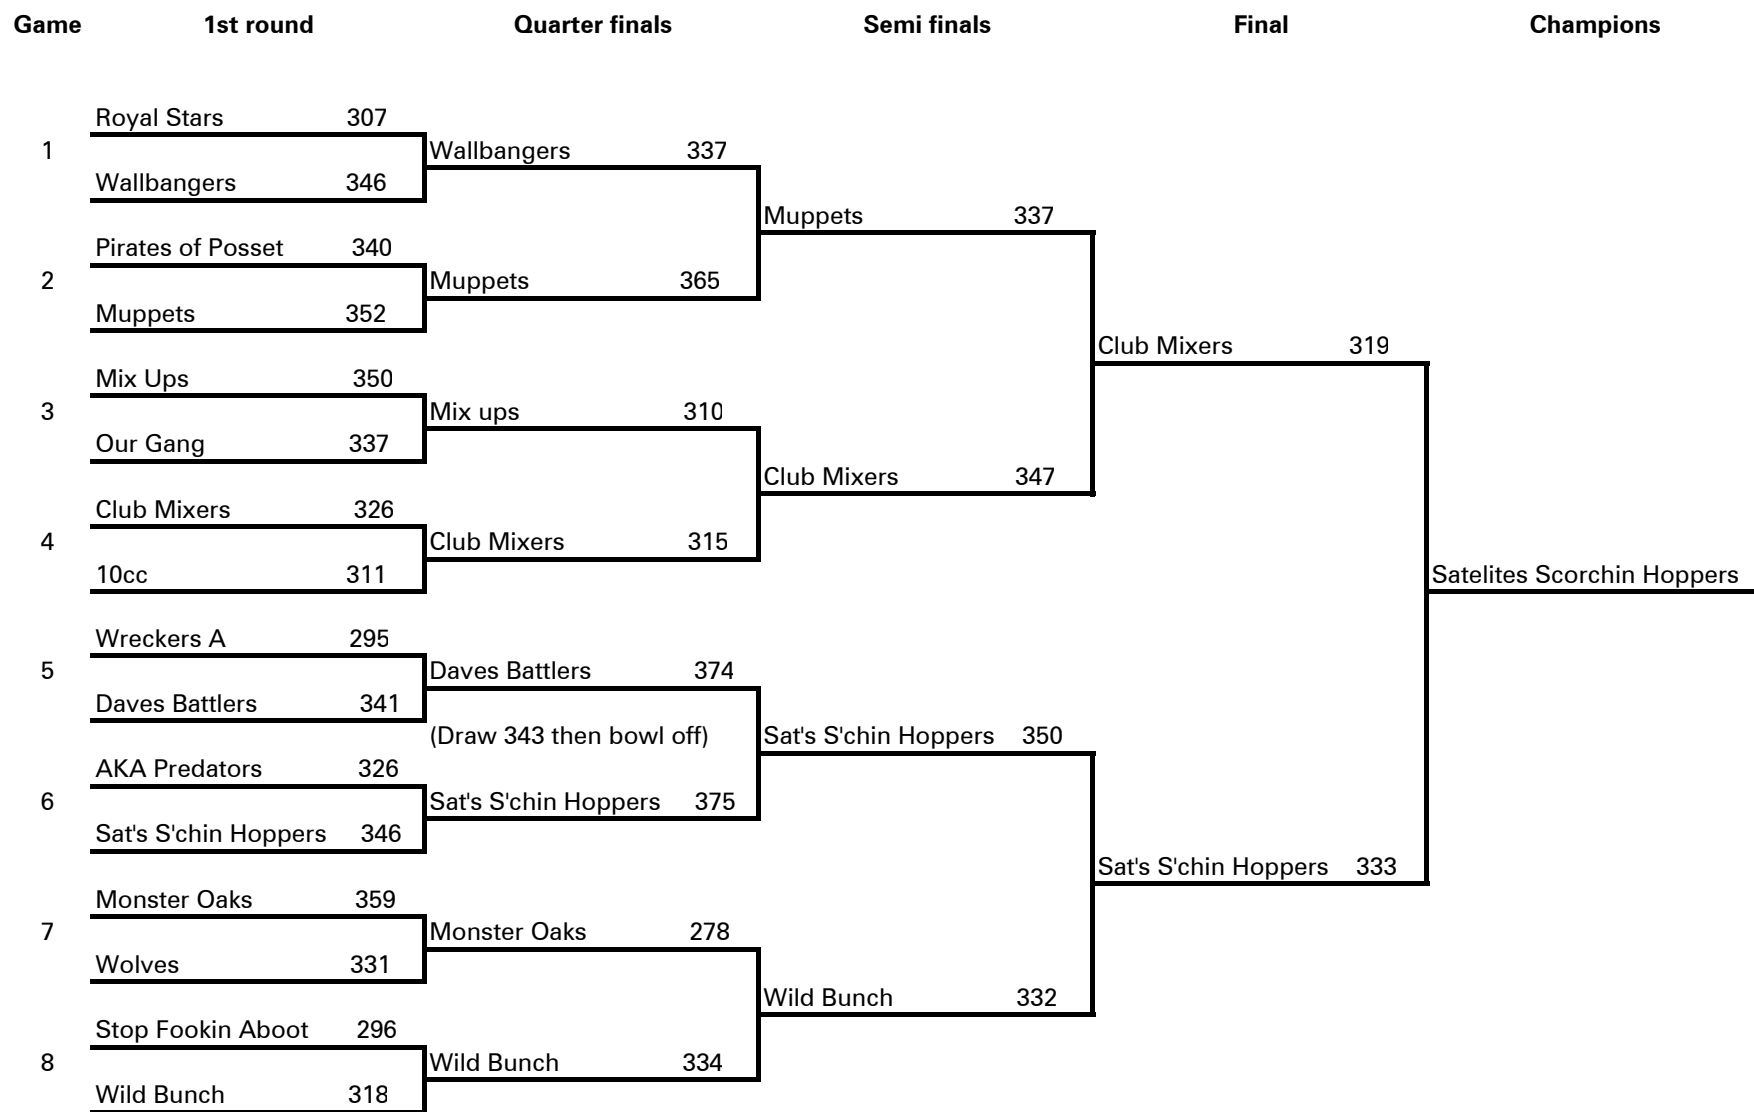 Game 1st round Quarter finals Semi finals Final Champions
Royal Stars 307
1 Wallbangers 337
Wallbangers 346
Muppets 337
Pirates of Posset 340
2 Muppets 365
Muppets 352
Club Mixers 319
Mix Ups 350
3 Mix ups 310
Our Gang 337
Club Mixers 347
Club Mixers 326
4 Club Mixers 315
10cc 311
Satelites Scorchin Hoppers
Wreckers A 295
5 Daves Battlers 374
Daves Battlers 341
(Draw 343 then bowl off) Sat's S'chin Hoppers 350
AKA Predators 326
6 Sat's S'chin Hoppers 375
Sat's S'chin Hoppers 346
Sat's S'chin Hoppers 333
Monster Oaks 359
7 Monster Oaks 278
Wolves 331
Wild Bunch 332
Stop Fookin Aboot 296
8 Wild Bunch 334
Wild Bunch 318